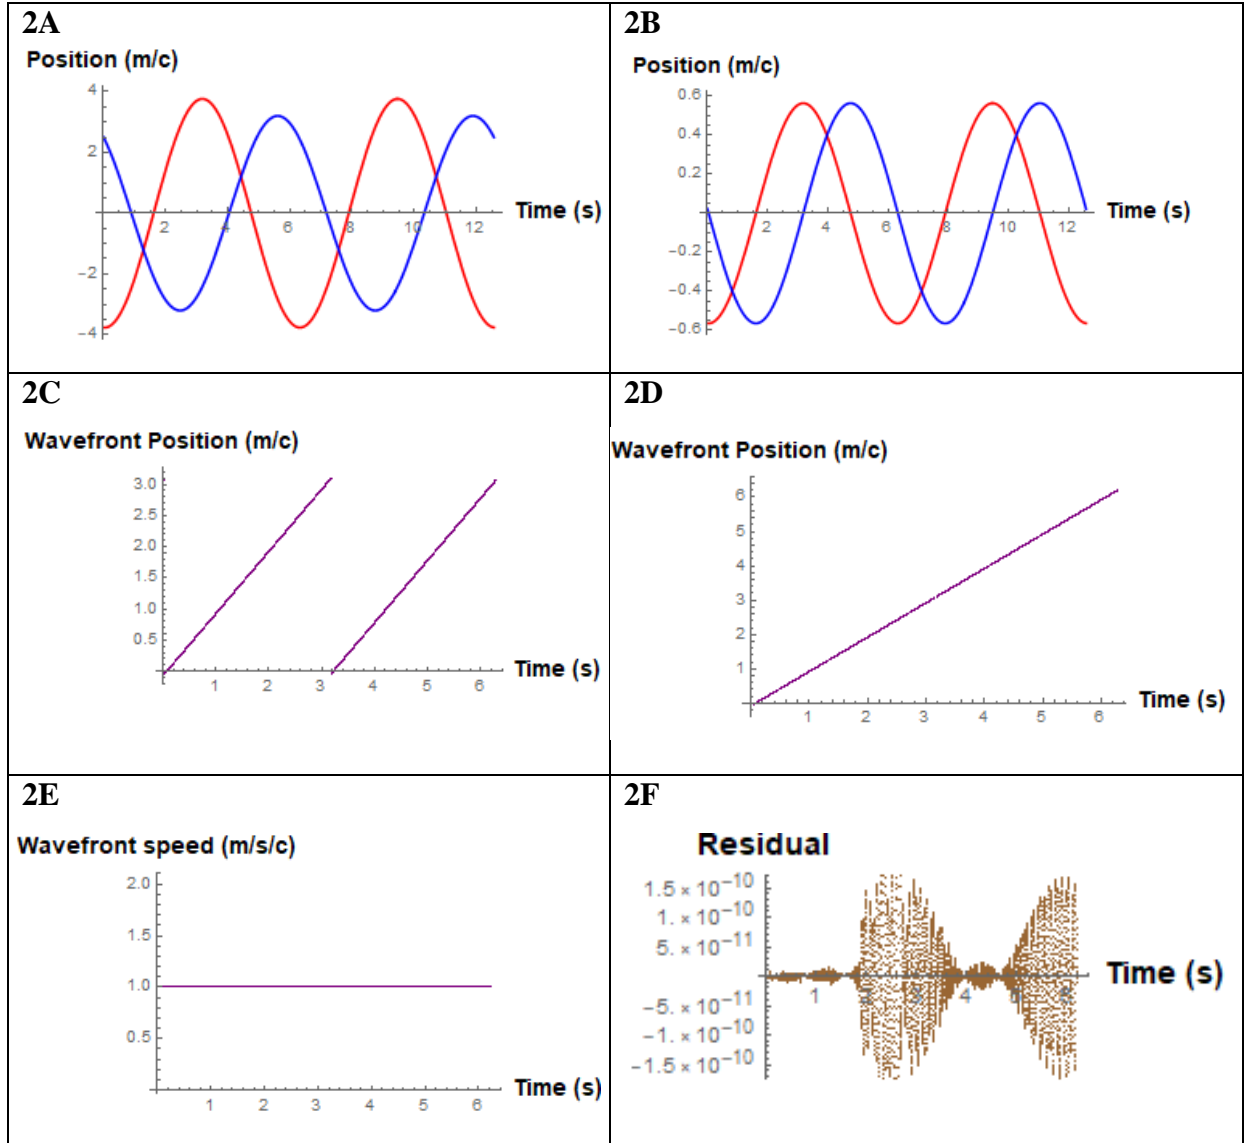 2A
Position (m/c)
4
2
−2
−4
2 4 6 8 10 12
Time (s)
2B
Position (m/c)
0.6
0.4
0.2
−0.2
−0.4
−0.6
2 4 6 8 10 12
Time (s)
2C
Wavefront Position (m/c)
3.0
2.5
2.0
1.5
1.0
0.5
1 2 3 4 5 6
Time (s)
2D
Wavefront Position (m/c)
6
5
4
3
2
1
1 2 3 4 5 6
Time (s)
2E
Wavefront speed (m/s/c)
2.0
1.5
1.0
0.5
1 2 3 4 5 6
Time (s)
2F
Residual
1.5 × 10⁻¹⁰
1. × 10⁻¹⁰
5. × 10⁻¹¹
−5. × 10⁻¹¹
−1. × 10⁻¹⁰
−1.5 × 10⁻¹⁰
1 2 3 4 5 6
Time (s)